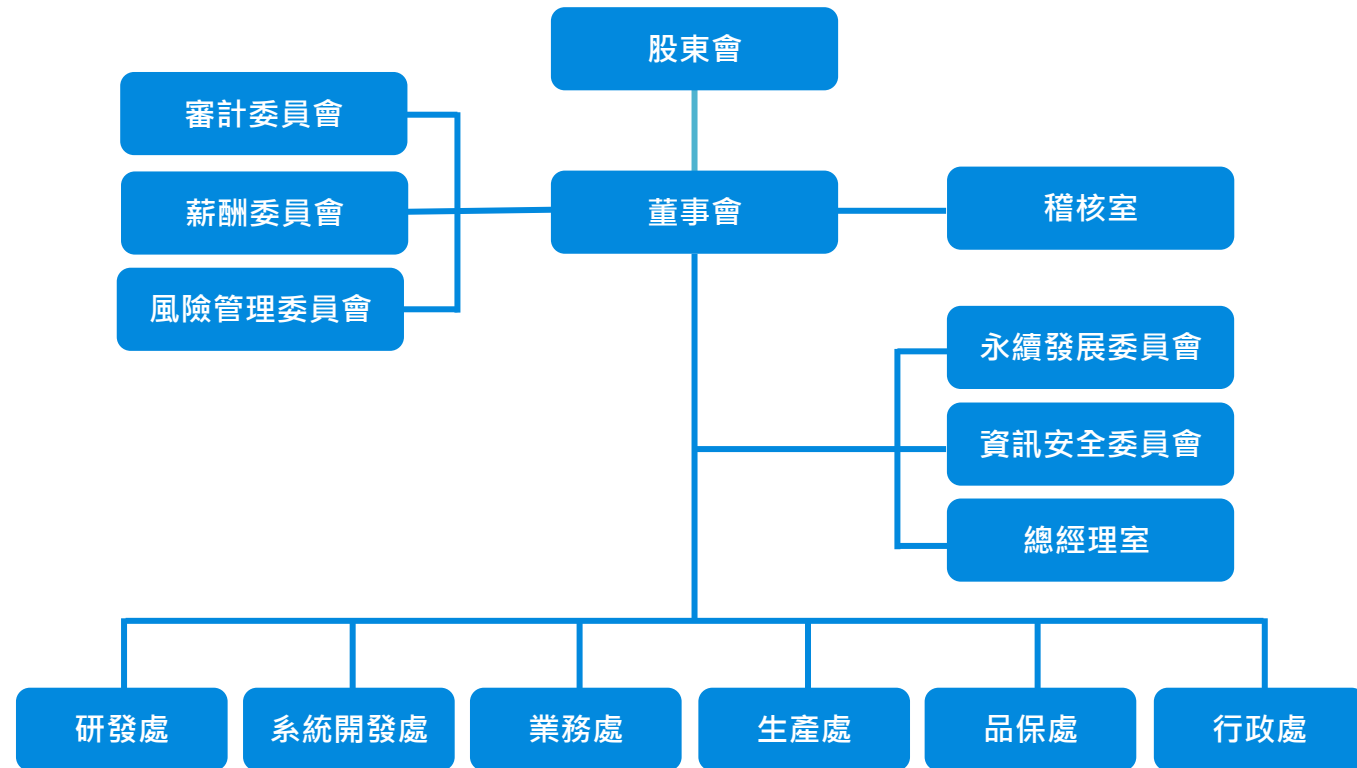 股東會
審計委員會
薪酬委員會
風險管理委員會
董事會
稽核室
永續發展委員會
資訊安全委員會
總經理室
研發處
系統開發處
業務處
生產處
品保處
行政處